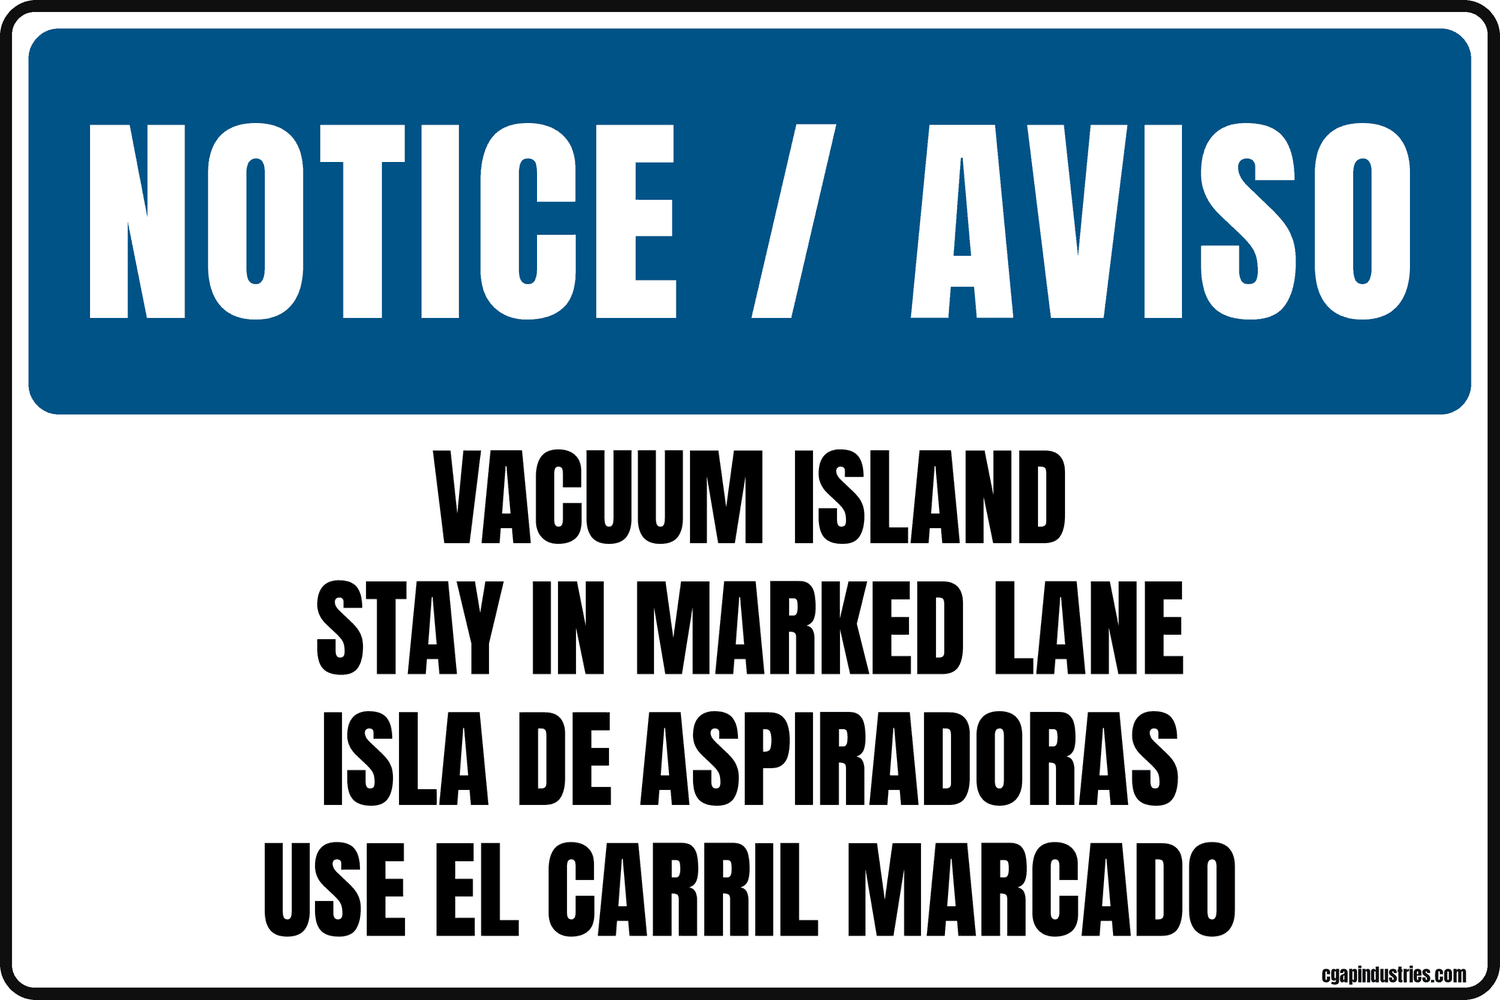 NOTICE / AVISO
VACUUM ISLAND
STAY IN MARKED LANE
ISLA DE ASPIRADORAS
USE EL CARRIL MARCADO
cgapindustries.com